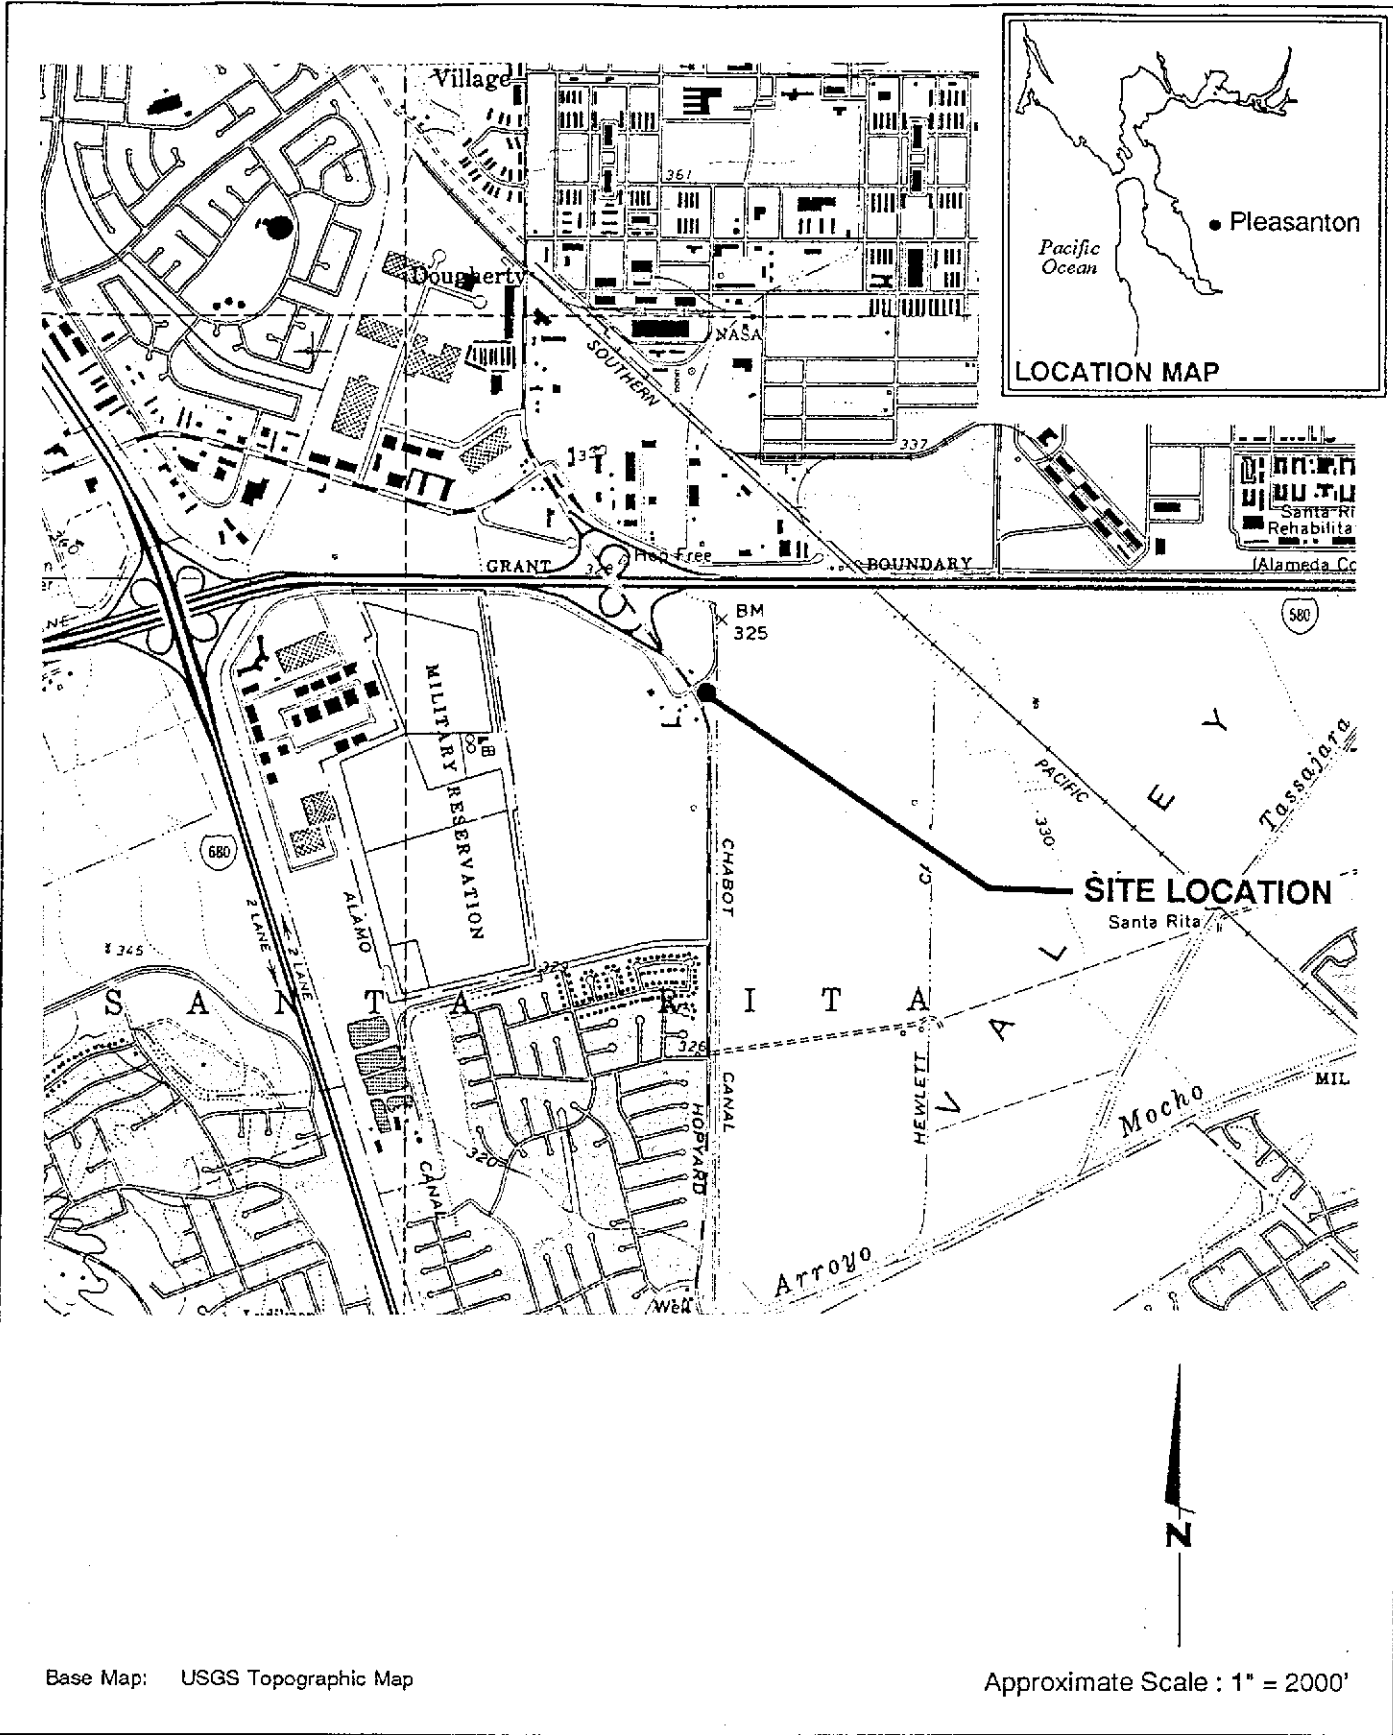 Village
361
Pleasanton
Pacific
Ocean
LOCATION MAP
Dougherty
NASA
SOUTHERN
337
330
Santa Ri
Rehabilita
(Alameda Co
GRANT
Hop Free
BOUNDARY
BM
325
580
MILITARY RESERVATION
L
PACIFIC
E
Y
Tassajara
330
680
CHABOT
ALAMO
2 LANE
2 LANE
SITE LOCATION
Santa Rita
345
SANTA RITA
L
A
V
326
HEWLETT
CANAL
HOPYARD
Mocho
MIL
320
CANAL
Arroyo
Well
N
Base Map: USGS Topographic Map
Approximate Scale : 1" = 2000'